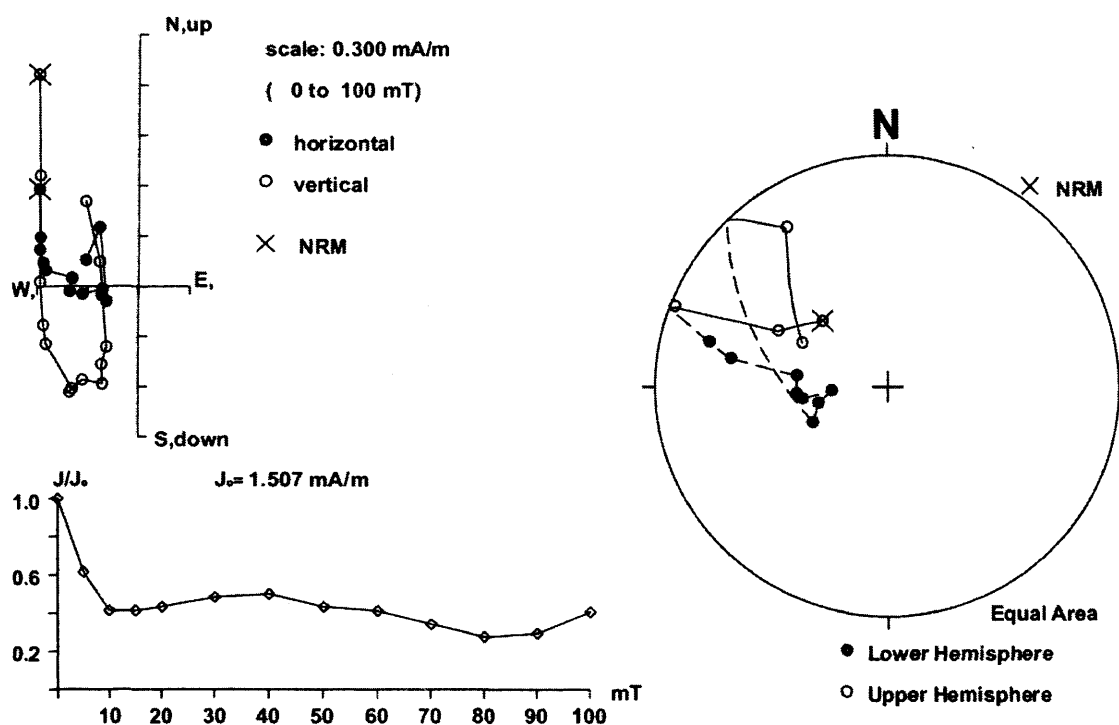 N,up
scale: 0.300 mA/m
( 0 to 100 mT)
horizontal
vertical
NRM
W,
E,
S,down
N
NRM
J/J₀
J₀= 1.507 mA/m
1.0
0.6
0.2
10 20 30 40 50 60 70 80 90 100
mT
Equal Area
Lower Hemisphere
Upper Hemisphere